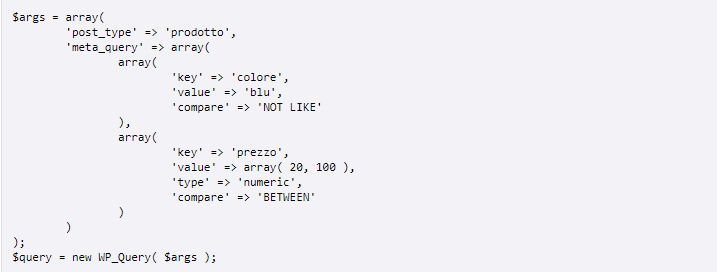 $args = array(
        'post_type' => 'prodotto',
        'meta_query' => array(
                array(
                        'key' => 'colore',
                        'value' => 'blu',
                        'compare' => 'NOT LIKE'
                ),
                array(
                        'key' => 'prezzo',
                        'value' => array( 20, 100 ),
                        'type' => 'numeric',
                        'compare' => 'BETWEEN'
                )
        )
);
$query = new WP_Query( $args );